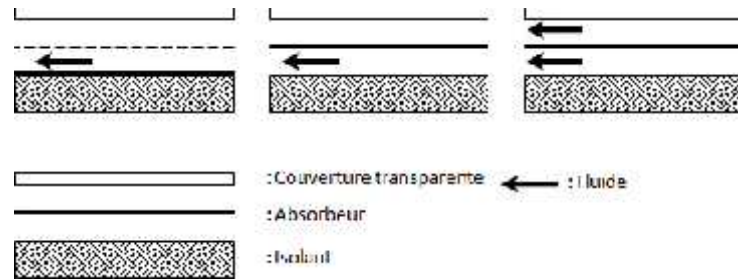 : Couverture transparente : Fluide
: Absorbeur
: Isolant